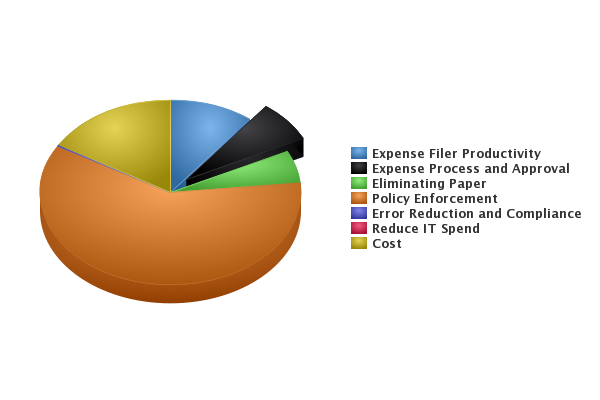 Expense Filer Productivity
Expense Process and Approval
Eliminating Paper
Policy Enforcement
Error Reduction and Compliance
Reduce IT Spend
Cost